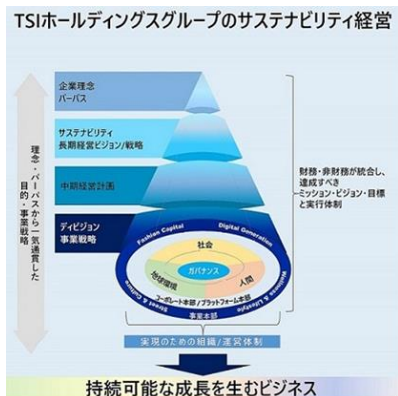 TSIホールディングスグループのサステナビリティ経営
企業理念
パーパス
サステナビリティ
長期経営ビジョン/戦略
中期経営計画
ディビジョン
事業戦略
理念・パーパスから一気通貫した
目的・事業戦略
財務・非財務が統合し、
達成すべき
ミッション・ビジョン・目標
と実行体制
Fashion Capital
Digital Generation
Street & Culture
Wellness & Lifestyle
社会
ガバナンス
地球環境
人間
コーポレート本部/プラットフォーム本部
事業本部
実現のための組織/運営体制
持続可能な成長を生むビジネス